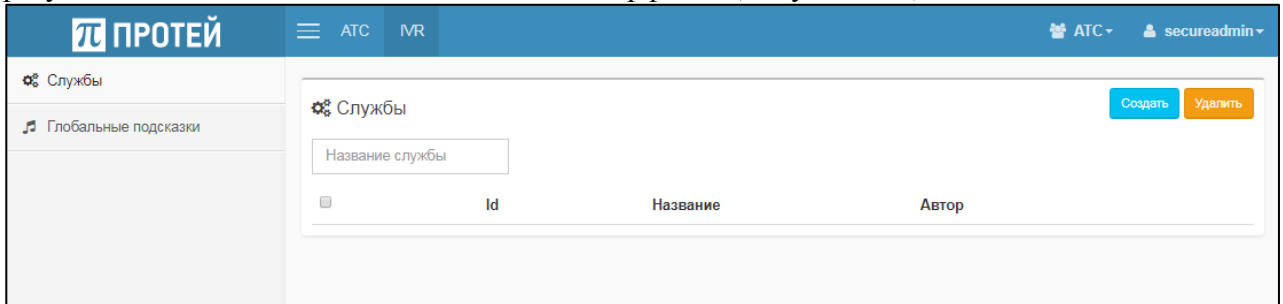 ПРОТЕЙ
АТС IVR
АТС secureadmin
Службы
Глобальные подсказки
Службы
Создать Удалить
Название службы
Id Название Автор